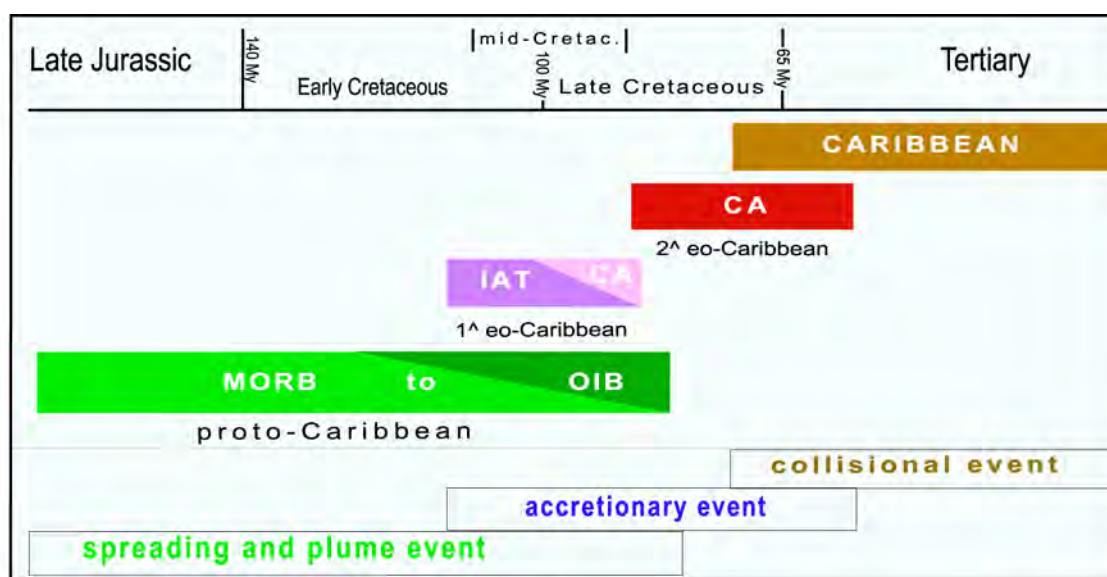 |mid-Cretac.|
Late Jurassic
140 My
Early Cretaceous
100 My
Late Cretaceous
65 My
Tertiary
CARIBBEAN
CA
2^ eo-Caribbean
IAT
CA
1^ eo-Caribbean
MORB to OIB
proto-Caribbean
collisional event
accretionary event
spreading and plume event